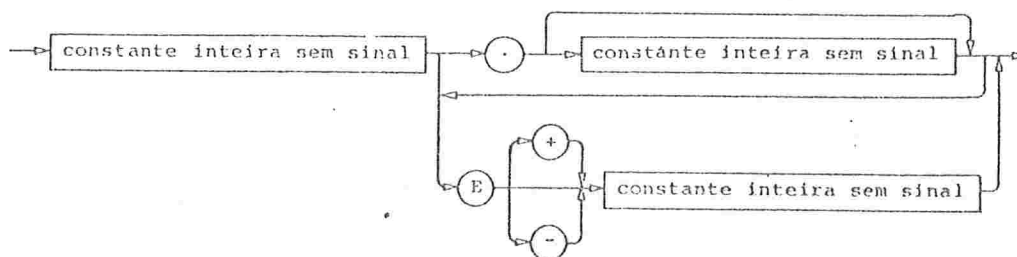 constante inteira sem sinal
.
constante inteira sem sinal
+
E
constante inteira sem sinal
-